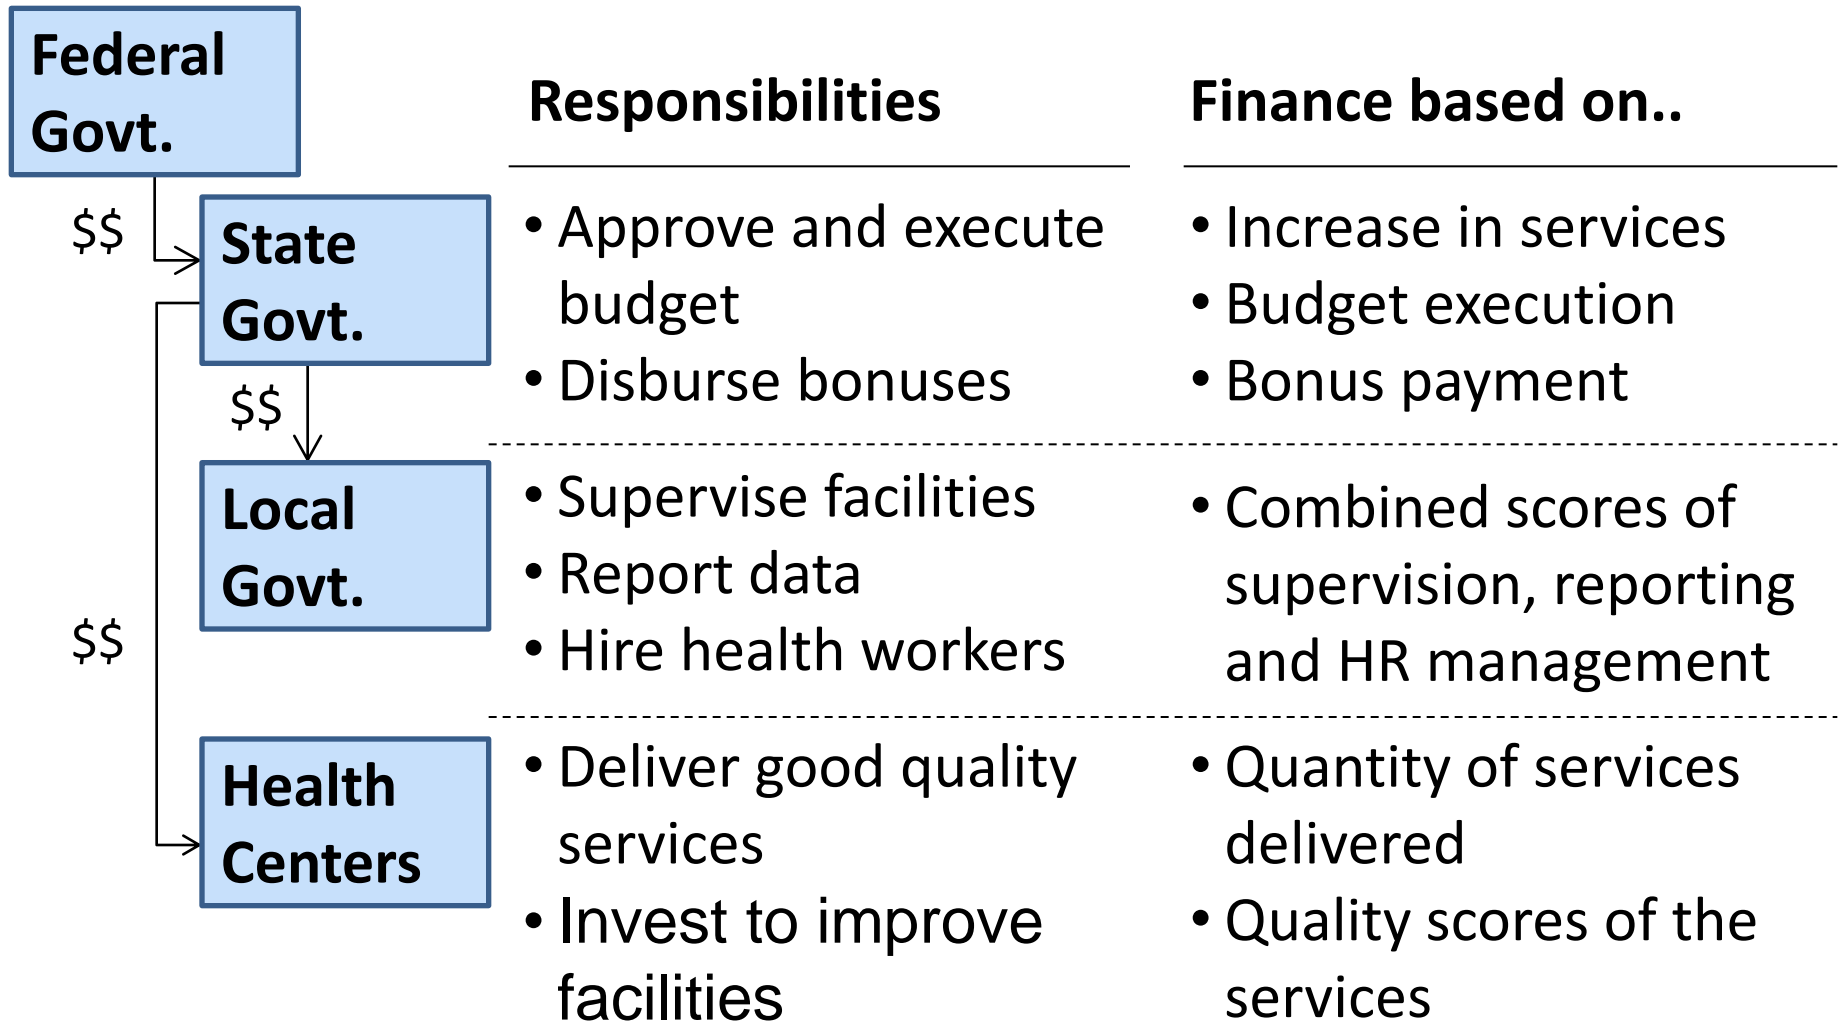 Federal
Govt.
Responsibilities
Finance based on..
$$
State
Govt.
• Approve and execute
budget
• Disburse bonuses
• Increase in services
• Budget execution
• Bonus payment
$$
Local
Govt.
• Supervise facilities
• Report data
• Hire health workers
• Combined scores of
supervision, reporting
and HR management
$$
Health
Centers
• Deliver good quality
services
• Invest to improve
facilities
• Quantity of services
delivered
• Quality scores of the
services